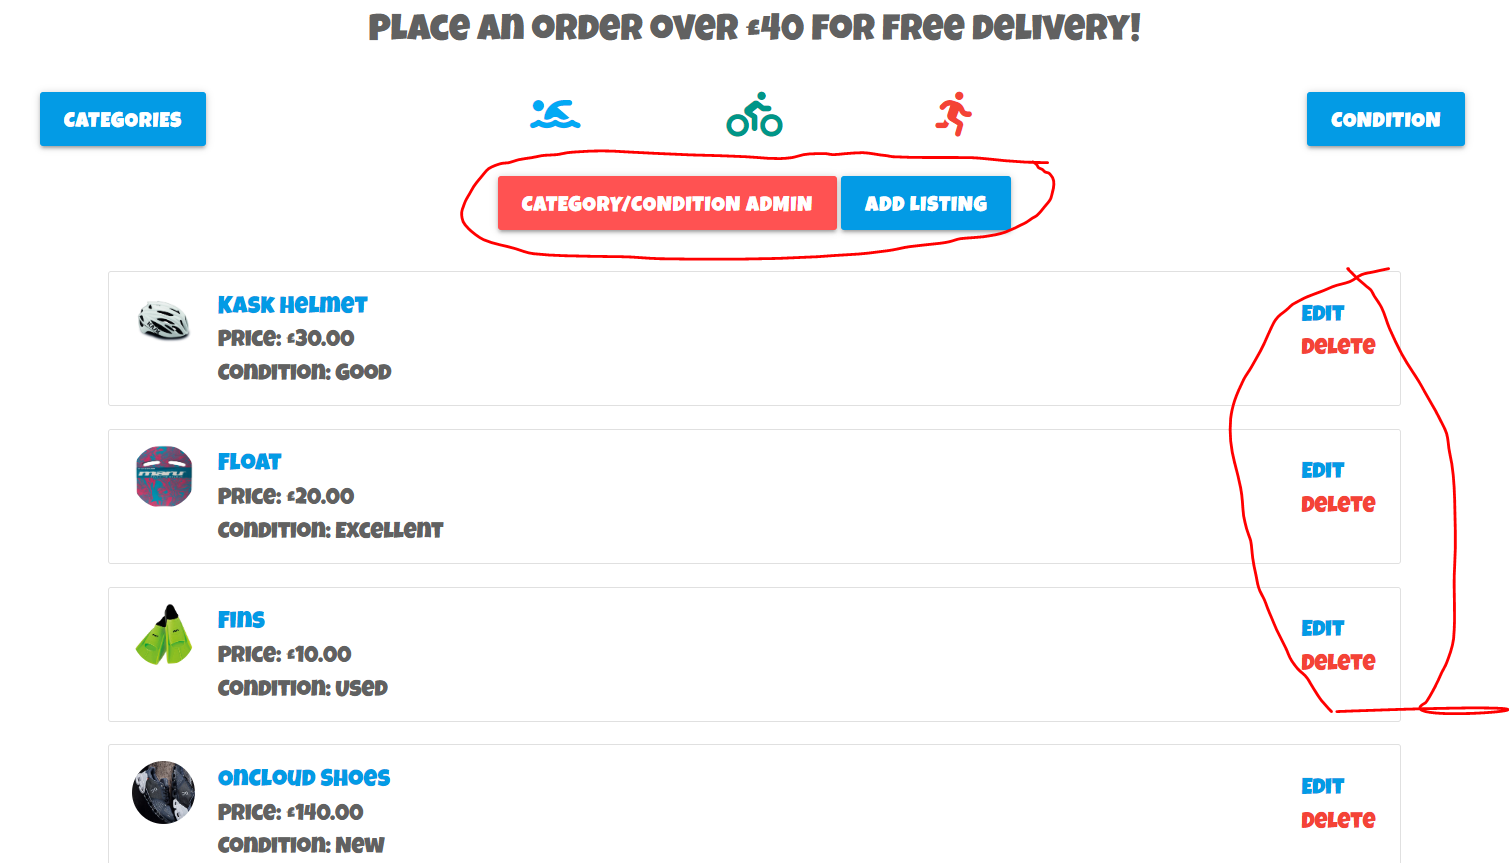 PLACE AN ORDER OVER £40 FOR FREE DELIVERY!
CATEGORIES
CONDITION
CATEGORY/CONDITION ADMIN
ADD LISTING
Kask Helmet
Price: £30.00
Condition: Good
EDIT
Delete
maru
Float
Price: £20.00
Condition: Excellent
EDIT
Delete
Fins
Price: £10.00
Condition: Used
EDIT
Delete
Oncloud Shoes
Price: £140.00
Condition: New
EDIT
Delete